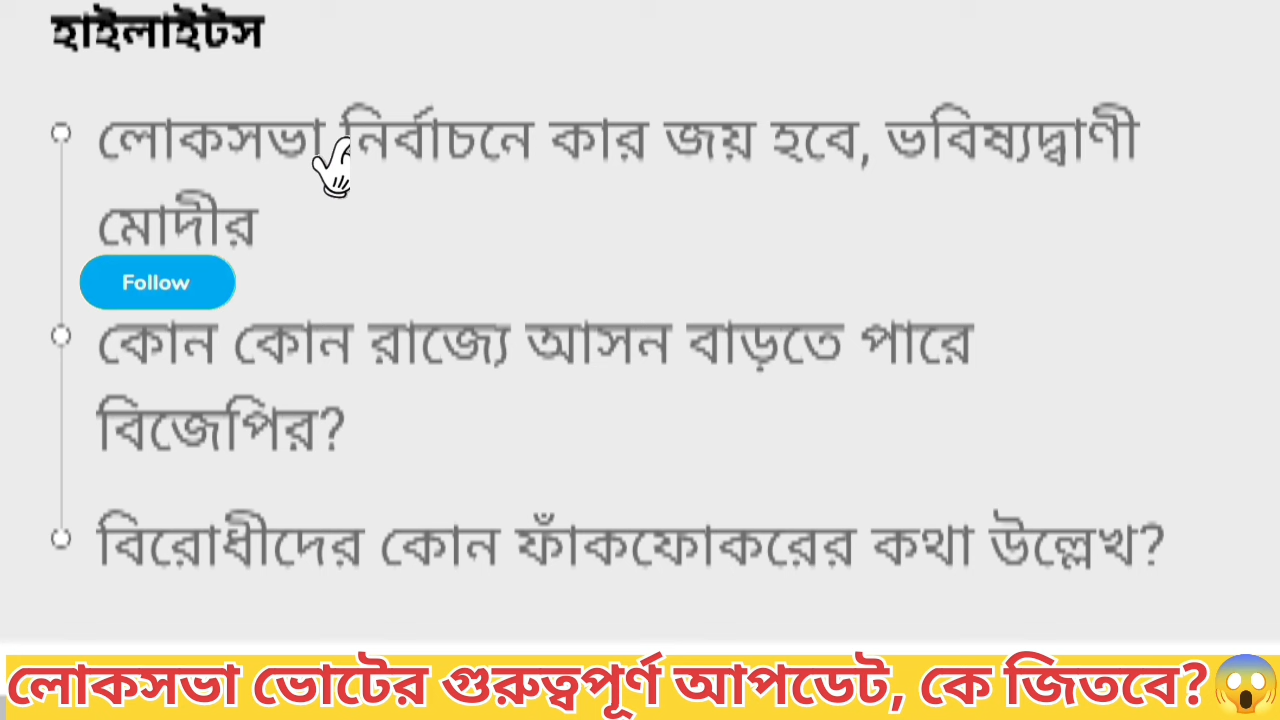 হাইলাইটস
লোকসভা নির্বাচনে কার জয় হবে, ভবিষ্যদ্বাণী
মোদীর
Follow
কোন কোন রাজ্যে আসন বাড়তে পারে
বিজেপির?
বিরোধীদের কোন ফাঁকফোকরের কথা উল্লেখ?
লোকসভা ভোটের গুরুত্বপূর্ণ আপডেট, কে জিতবে?😱